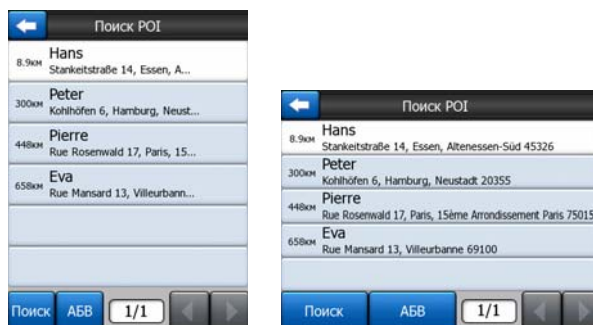 Поиск POI
8.9км Hans
Stankeitstraße 14, Essen, A...
300км Peter
Kohlhöfen 6, Hamburg, Neust...
448км Pierre
Rue Rosenwald 17, Paris, 15...
658км Eva
Rue Mansard 13, Villeurbann...
Поиск АБВ 1/1
Поиск POI
8.9км Hans
Stankeitstraße 14, Essen, Altenessen-Süd 45326
300км Peter
Kohlhöfen 6, Hamburg, Neustadt 20355
448км Pierre
Rue Rosenwald 17, Paris, 15ème Arrondissement Paris 75015
658км Eva
Rue Mansard 13, Villeurbanne 69100
Поиск АБВ 1/1